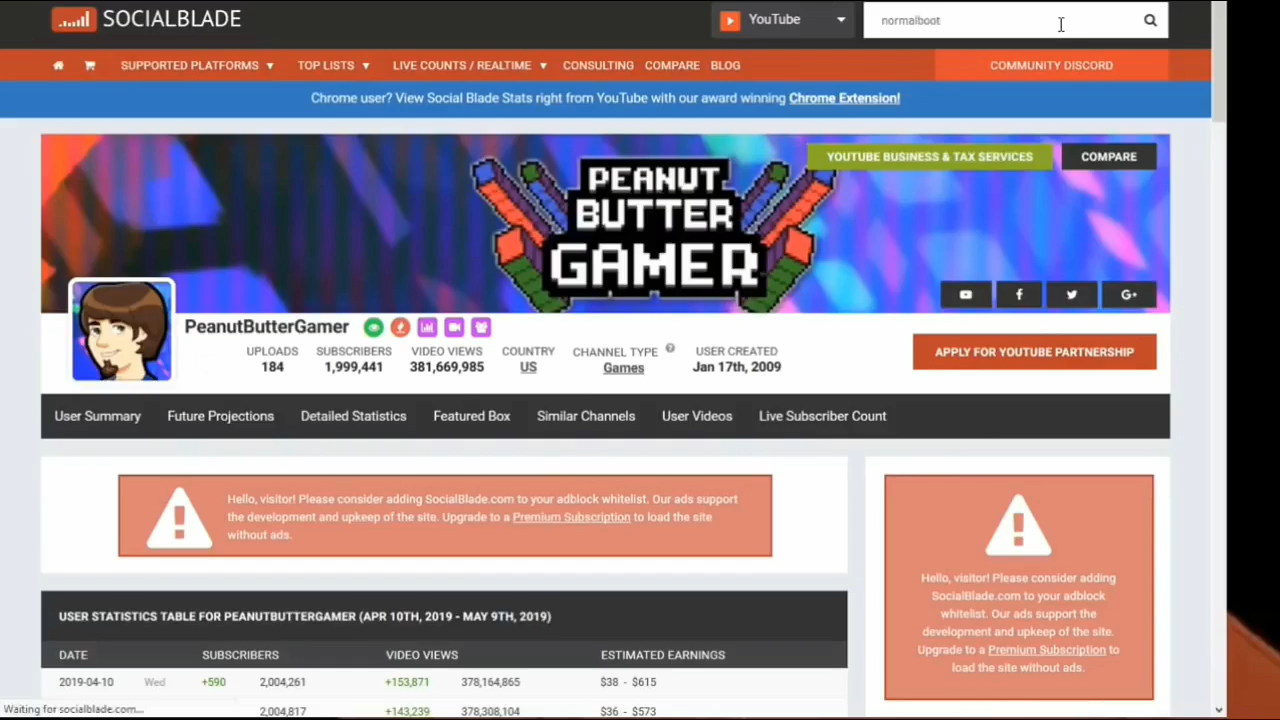 SOCIALBLADE
YouTube
normalboot
SUPPORTED PLATFORMS
TOP LISTS
LIVE COUNTS / REALTIME
CONSULTING
COMPARE
BLOG
COMMUNITY DISCORD
Chrome user? View Social Blade Stats right from YouTube with our award winning Chrome Extension!
YOUTUBE BUSINESS & TAX SERVICES
COMPARE
PEANUT
BUTTER
GAMER
G+
PeanutButterGamer
UPLOADS SUBSCRIBERS VIDEO VIEWS COUNTRY CHANNEL TYPE USER CREATED
184 1,999,441 381,669,985 US Games Jan 17th, 2009
APPLY FOR YOUTUBE PARTNERSHIP
User Summary Future Projections Detailed Statistics Featured Box Similar Channels User Videos Live Subscriber Count
Hello, visitor! Please consider adding SocialBlade.com to your adblock whitelist. Our ads support
the development and upkeep of the site. Upgrade to a Premium Subscription to load the site
without ads.
Hello, visitor! Please consider adding
SocialBlade.com to your adblock
whitelist. Our ads support the
development and upkeep of the site.
Upgrade to a Premium Subscription to
load the site without ads.
USER STATISTICS TABLE FOR PEANUTBUTTERGAMER (APR 10TH, 2019 - MAY 9TH, 2019)
DATE SUBSCRIBERS VIDEO VIEWS ESTIMATED EARNINGS
2019-04-10 Wed +590 2,004,261 +153,871 378,164,865 $38 - $615
2,004,817 +143,239 378,308,104 $36 - $573
Waiting for socialblade.com...